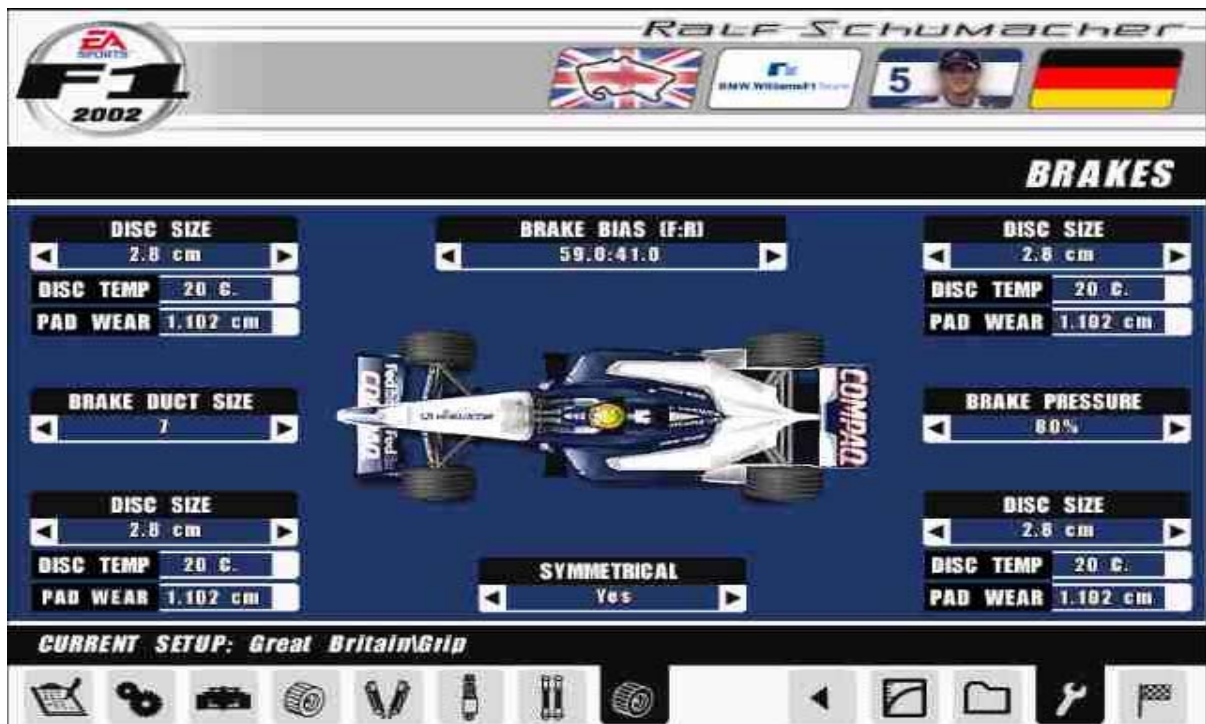 Ralf Schumacher
EA
SPORTS
F1
2002
BMW.WilliamsF1 Team
5
BRAKES
DISC SIZE
2.8 cm
DISC TEMP 20 C.
PAD WEAR 1.102 cm
BRAKE BIAS (F:R)
59.0:41.0
DISC SIZE
2.8 cm
DISC TEMP 20 C.
PAD WEAR 1.102 cm
BRAKE DUCT SIZE
7
BRAKE PRESSURE
80%
FedEx
COMPAQ
COMPAQ
FedEx
COMPAQ
DISC SIZE
2.8 cm
DISC TEMP 20 C.
PAD WEAR 1.102 cm
SYMMETRICAL
Yes
DISC SIZE
2.8 cm
DISC TEMP 20 C.
PAD WEAR 1.102 cm
CURRENT SETUP: Great Britain\Grip